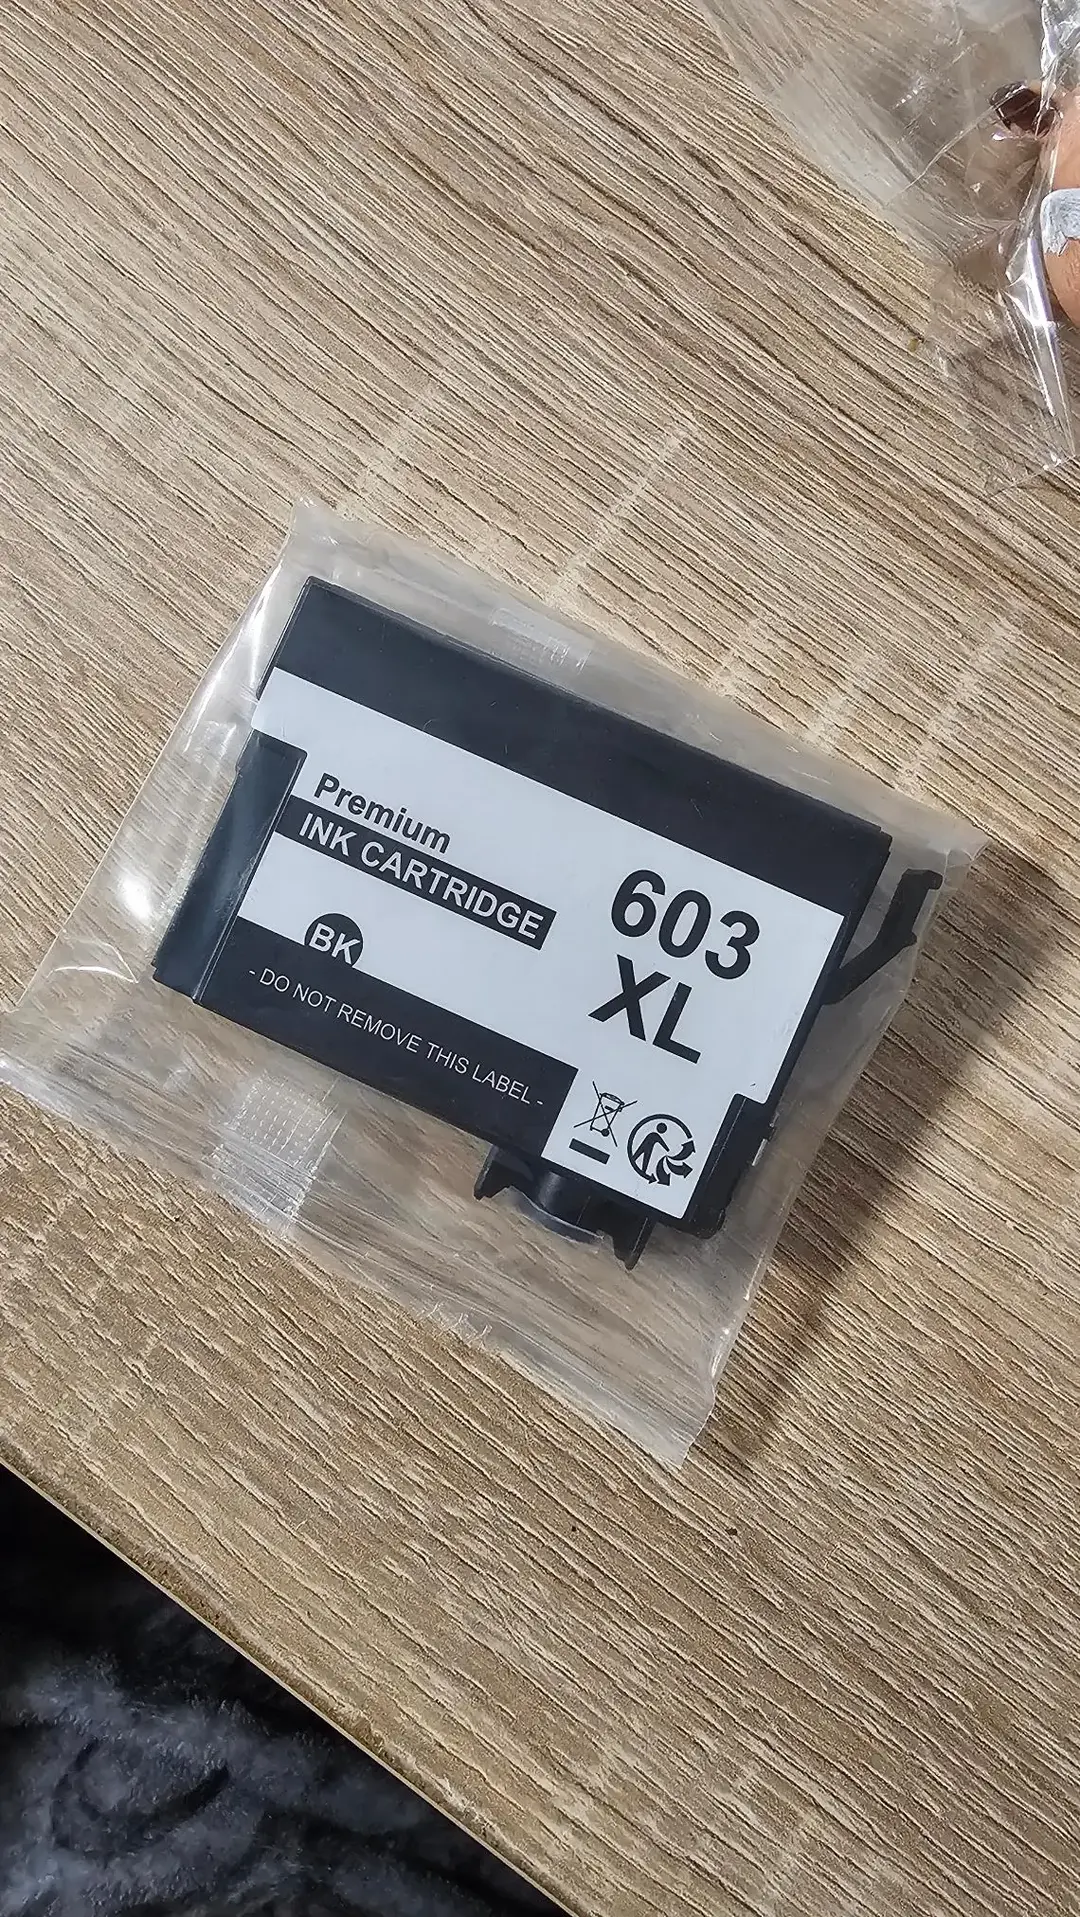 Premium
INK CARTRIDGE
603
XL
BK
- DO NOT REMOVE THIS LABEL -